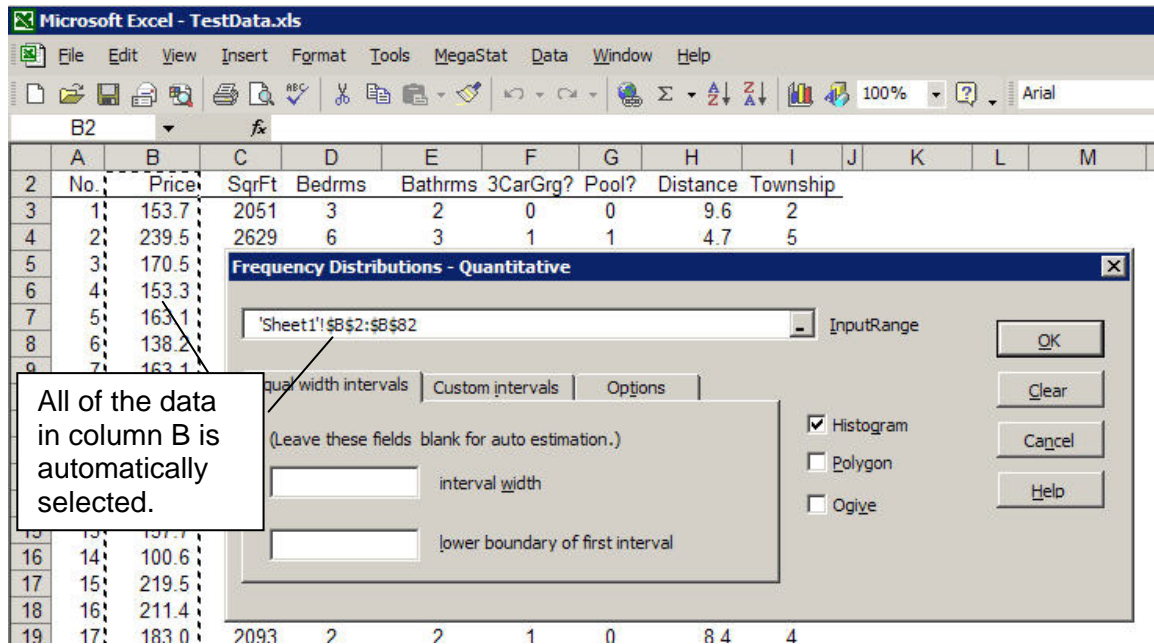 Microsoft Excel - TestData.xls
File Edit View Insert Format Tools MegaStat Data Window Help
ABC Σ A Z Z A 100% ? Arial
B2 fx
A B C D E F G H I J K L M
2 No. Price SqrFt Bedrms Bathrms 3CarGrg? Pool? Distance Township
3 1 153.7 2051 3 2 0 0 9.6 2
4 2 239.5 2629 6 3 1 1 4.7 5
5 3 170.5 Frequency Distributions - Quantitative
6 4 153.3
7 5 163.1 'Sheet1'!$B$2:$B$82 InputRange
8 6 138.2 OK
9 7 163.1 qual width intervals Custom intervals Options Clear
All of the data
in column B is
automatically
selected.
(Leave these fields blank for auto estimation.)
interval width
lower boundary of first interval
Histogram
Polygon
Ogive
Cancel
Help
16 14 100.6
17 15 219.5
18 16 211.4
19 17 183.0 2093 2 2 1 0 8.4 4